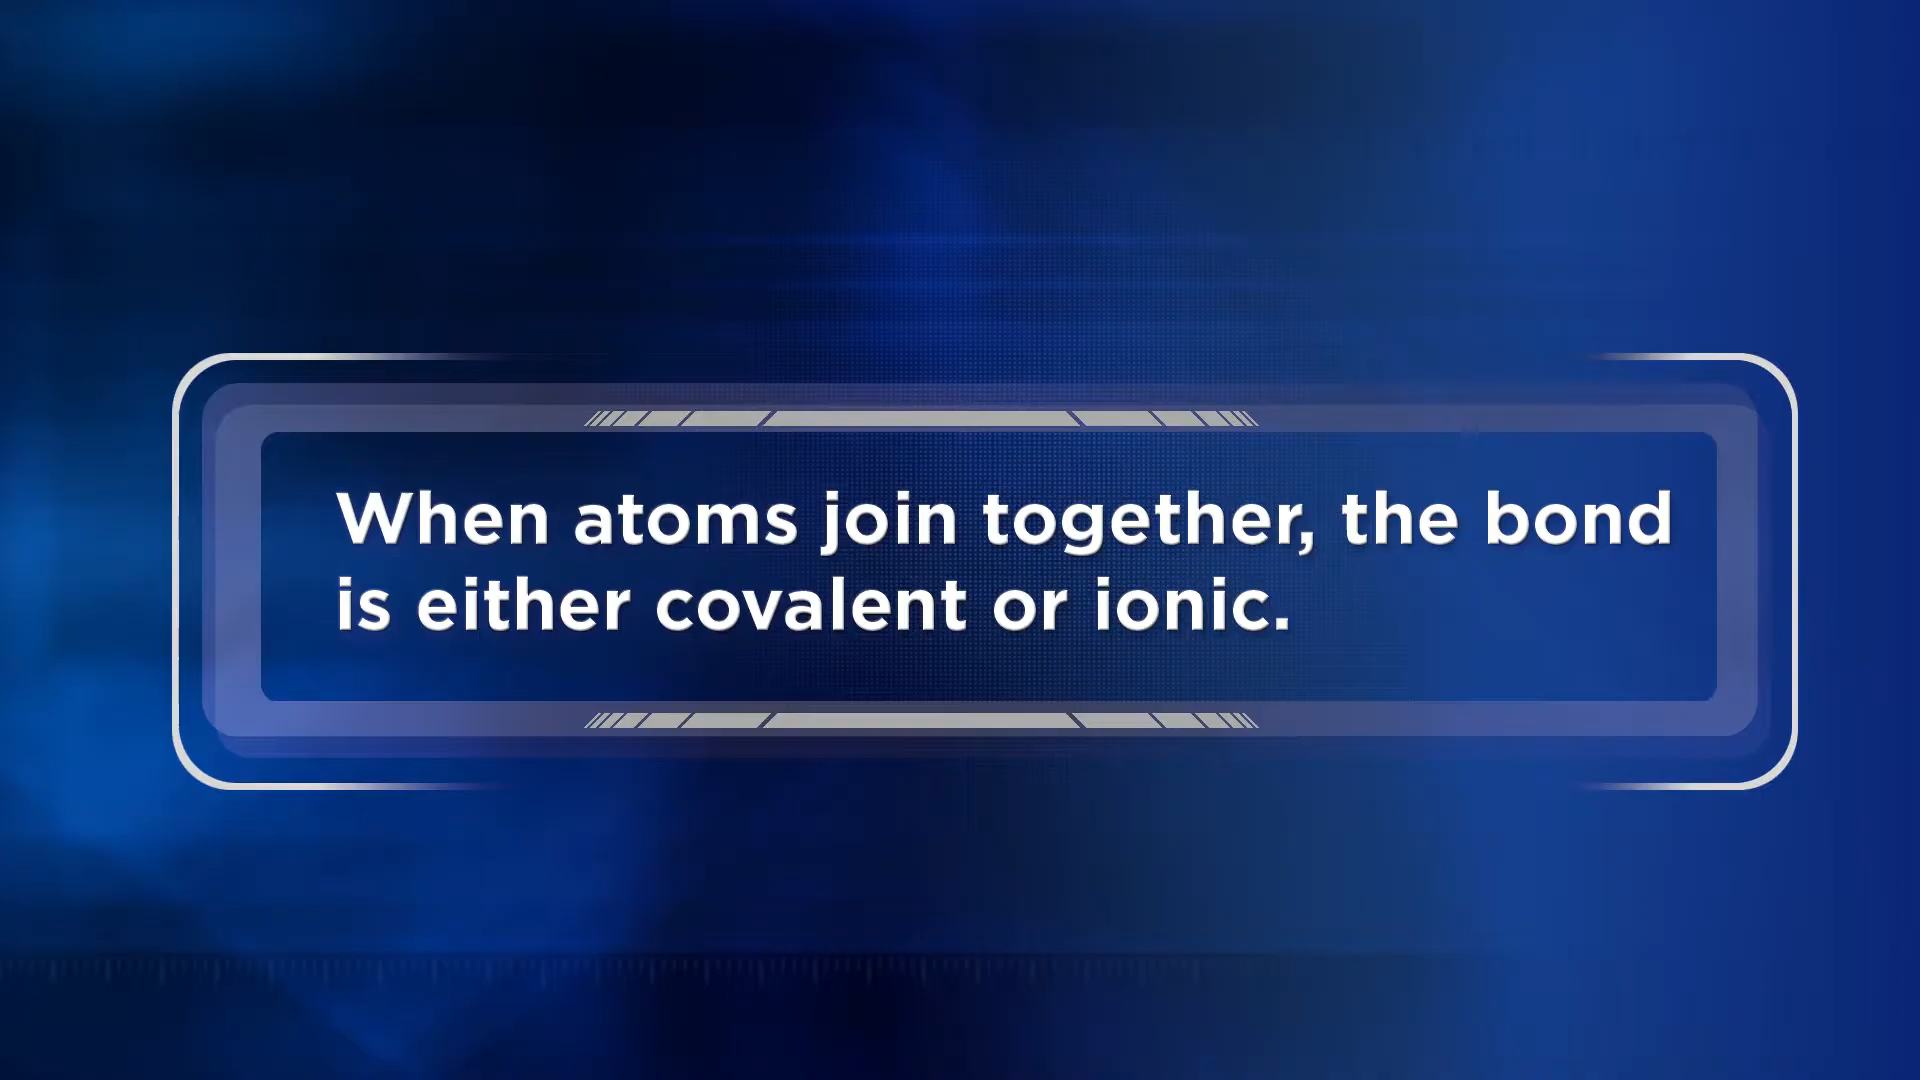 When atoms join together, the bond
is either covalent or ionic.